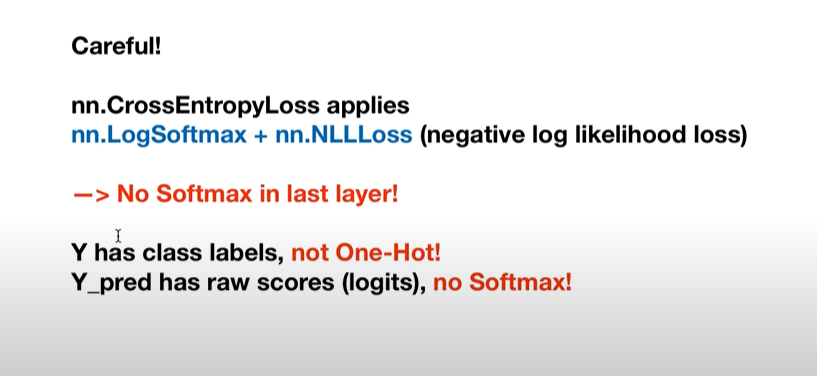 Careful!
nn.CrossEntropyLoss applies
nn.LogSoftmax + nn.NLLLoss (negative log likelihood loss)
—> No Softmax in last layer!
Y has class labels, not One-Hot!
Y_pred has raw scores (logits), no Softmax!